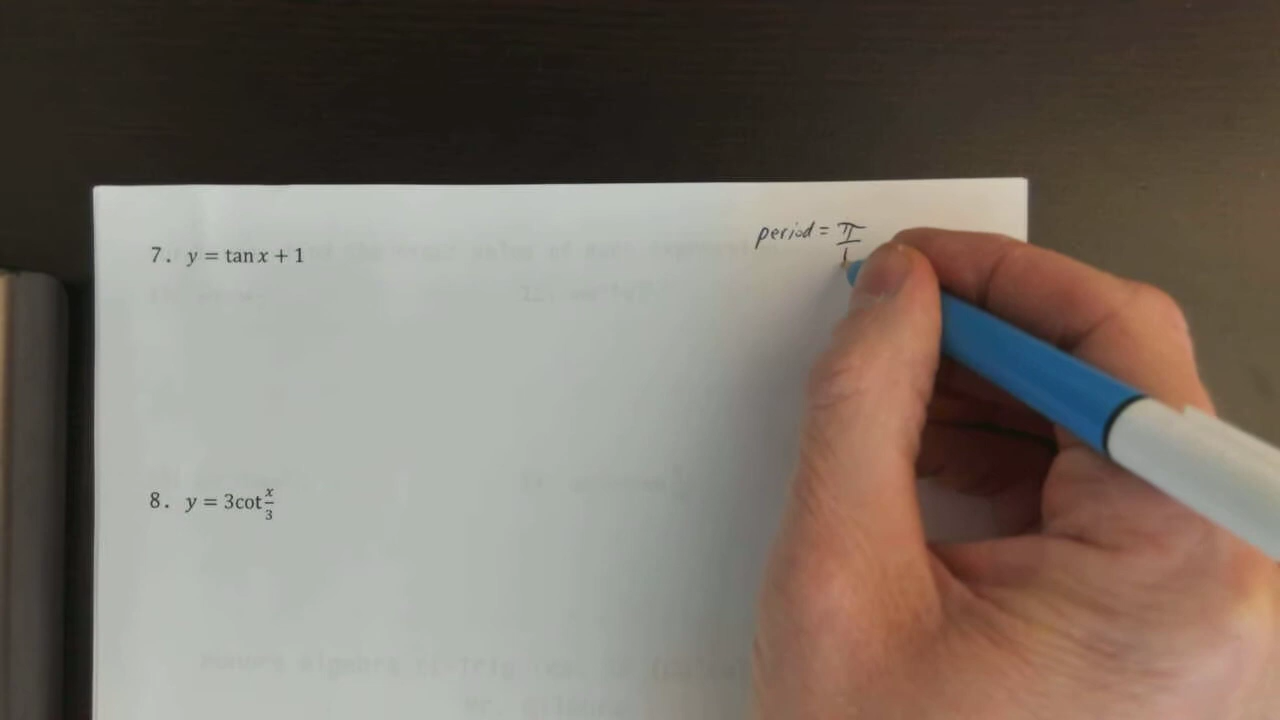 period = π/1
7. y = tan x + 1
8. y = 3cot x/3